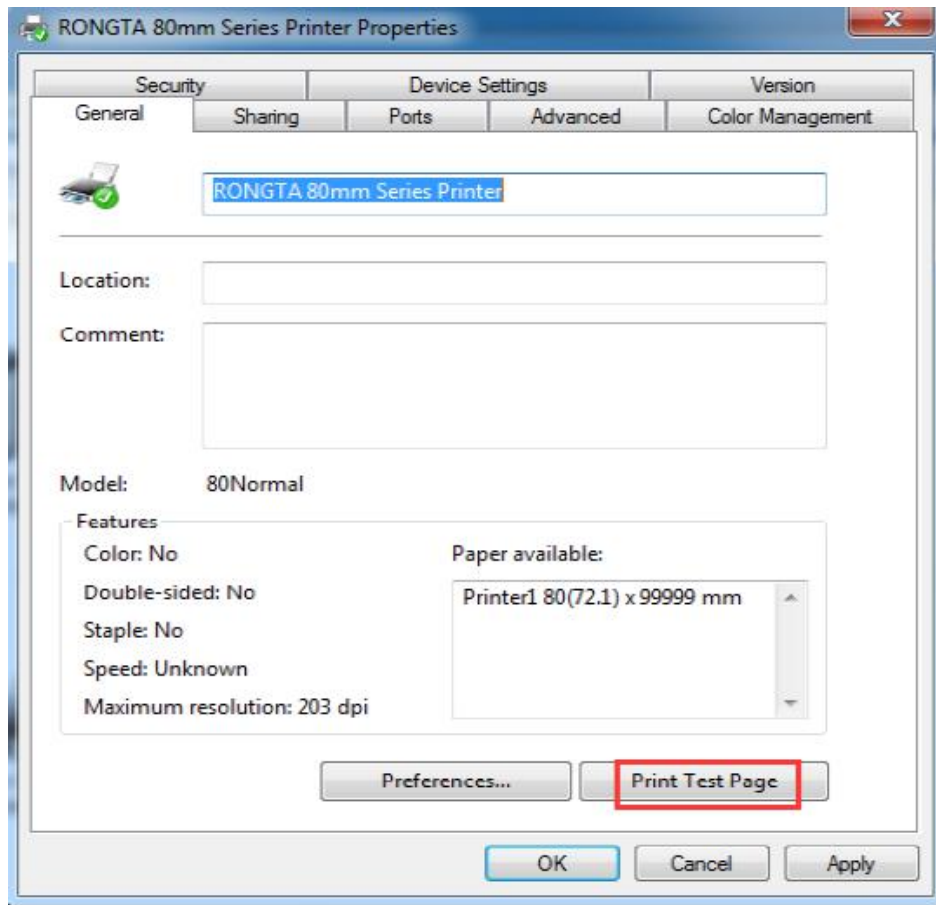 RONGTA 80mm Series Printer Properties
Security Device Settings Version
General Sharing Ports Advanced Color Management
RONGTA 80mm Series Printer
Location:
Comment:
Model: 80Normal
Features
Color: No
Paper available:
Double-sided: No
Printer1 80(72.1) x 99999 mm
Staple: No
Speed: Unknown
Maximum resolution: 203 dpi
Preferences... Print Test Page
OK Cancel Apply